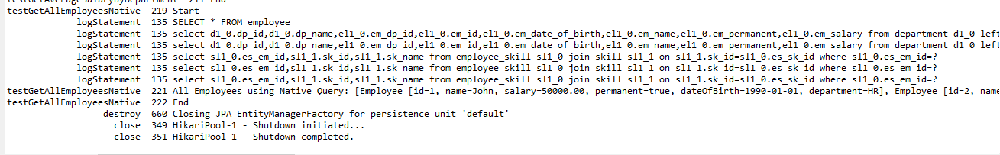 testGetAverageSalaryByDepartment 211 End
testGetAllEmployeesNative 219 Start
logStatement 135 SELECT * FROM employee
logStatement 135 select d1_0.dp_id,d1_0.dp_name,el1_0.em_dp_id,el1_0.em_id,el1_0.em_date_of_birth,el1_0.em_name,el1_0.em_permanent,el1_0.em_salary from department d1_0 left
logStatement 135 select d1_0.dp_id,d1_0.dp_name,el1_0.em_dp_id,el1_0.em_id,el1_0.em_date_of_birth,el1_0.em_name,el1_0.em_permanent,el1_0.em_salary from department d1_0 left
logStatement 135 select sl1_0.es_em_id,sl1_1.sk_id,sl1_1.sk_name from employee_skill sl1_0 join skill sl1_1 on sl1_1.sk_id=sl1_0.es_sk_id where sl1_0.es_em_id=?
logStatement 135 select sl1_0.es_em_id,sl1_1.sk_id,sl1_1.sk_name from employee_skill sl1_0 join skill sl1_1 on sl1_1.sk_id=sl1_0.es_sk_id where sl1_0.es_em_id=?
logStatement 135 select sl1_0.es_em_id,sl1_1.sk_id,sl1_1.sk_name from employee_skill sl1_0 join skill sl1_1 on sl1_1.sk_id=sl1_0.es_sk_id where sl1_0.es_em_id=?
testGetAllEmployeesNative 221 All Employees using Native Query: [Employee [id=1, name=John, salary=50000.00, permanent=true, dateOfBirth=1990-01-01, department=HR], Employee [id=2, name
testGetAllEmployeesNative 222 End
destroy 660 Closing JPA EntityManagerFactory for persistence unit 'default'
close 349 HikariPool-1 - Shutdown initiated...
close 351 HikariPool-1 - Shutdown completed.